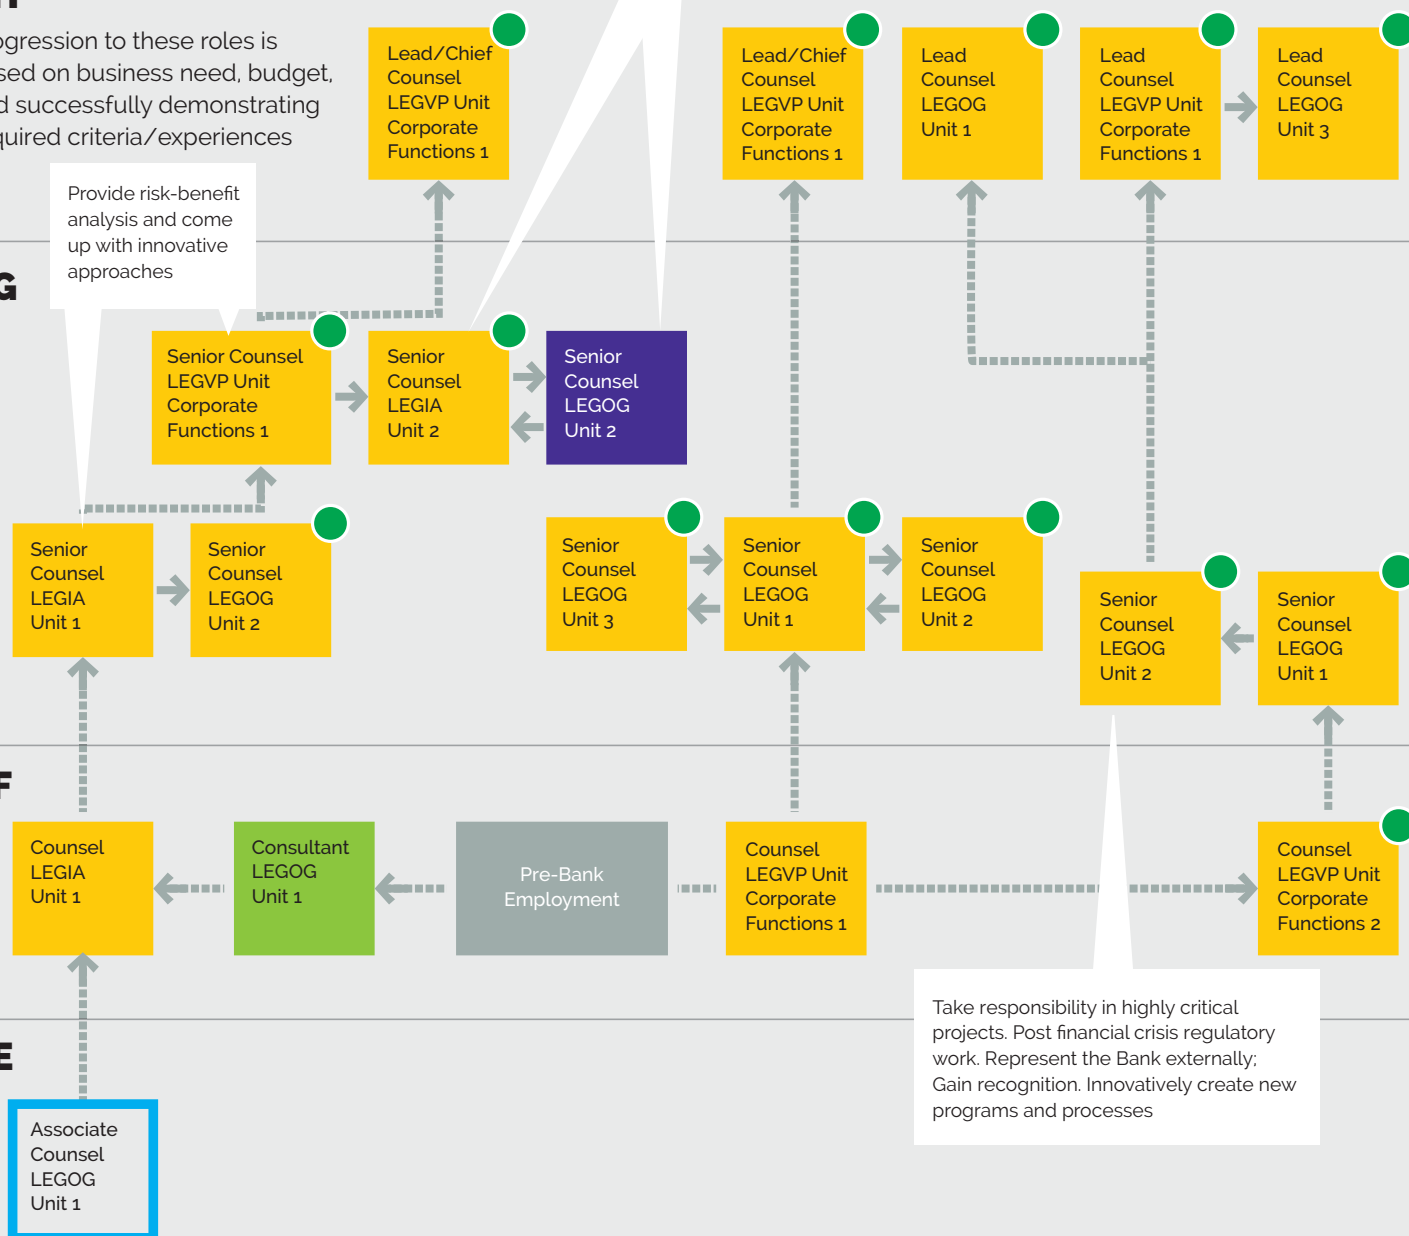 H
ogression to these roles is
sed on business need, budget,
d successfully demonstrating
quired criteria/experiences
Lead/Chief
Counsel
LEGVP Unit
Corporate
Functions 1
Lead/Chief
Counsel
LEGVP Unit
Corporate
Functions 1
Lead
Counsel
LEGOG
Unit 1
Lead
Counsel
LEGVP Unit
Corporate
Functions 1
Lead
Counsel
LEGOG
Unit 3
Provide risk-benefit
analysis and come
up with innovative
approaches
G
Senior Counsel
LEGVP Unit
Corporate
Functions 1
Senior
Counsel
LEGIA
Unit 2
Senior
Counsel
LEGOG
Unit 2
Senior
Counsel
LEGIA
Unit 1
Senior
Counsel
LEGOG
Unit 2
Senior
Counsel
LEGOG
Unit 3
Senior
Counsel
LEGOG
Unit 1
Senior
Counsel
LEGOG
Unit 2
Senior
Counsel
LEGOG
Unit 2
Senior
Counsel
LEGOG
Unit 1
F
Counsel
LEGIA
Unit 1
Consultant
LEGOG
Unit 1
Pre-Bank
Employment
Counsel
LEGVP Unit
Corporate
Functions 1
Counsel
LEGVP Unit
Corporate
Functions 2
Take responsibility in highly critical
projects. Post financial crisis regulatory
work. Represent the Bank externally;
Gain recognition. Innovatively create new
programs and processes
E
Associate
Counsel
LEGOG
Unit 1